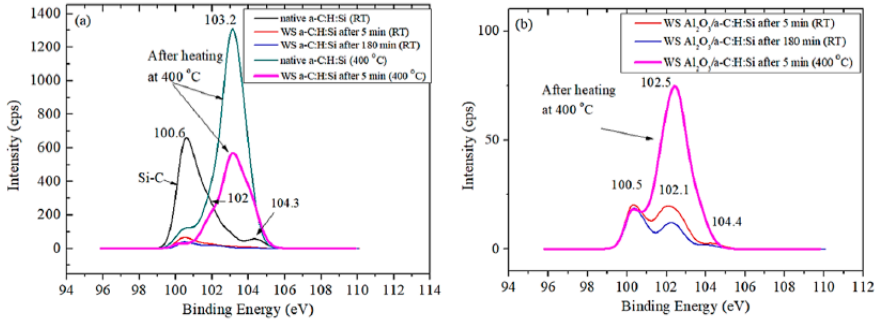 (a)
103.2
native a-C:H:Si (RT)
WS a-C:H:Si after 5 min (RT)
WS a-C:H:Si after 180 min (RT)
native a-C:H:Si (400 °C)
WS a-C:H:Si after 5 min (400 °C)
After heating
at 400 °C
100.6
Si-C
102
104.3
Intensity (cps)
1400
1200
1000
800
600
400
200
0
94 96 98 100 102 104 106 108 110 112 114
Binding Energy (eV)
(b)
WS Al₂O₃/a-C:H:Si after 5 min (RT)
WS Al₂O₃/a-C:H:Si after 180 min (RT)
WS Al₂O₃/a-C:H:Si after 5 min (400 °C)
After heating
at 400 °C
102.5
100.5
102.1
104.4
Intensity (cps)
100
50
0
94 96 98 100 102 104 106 108 110 112
Binding Energy (eV)